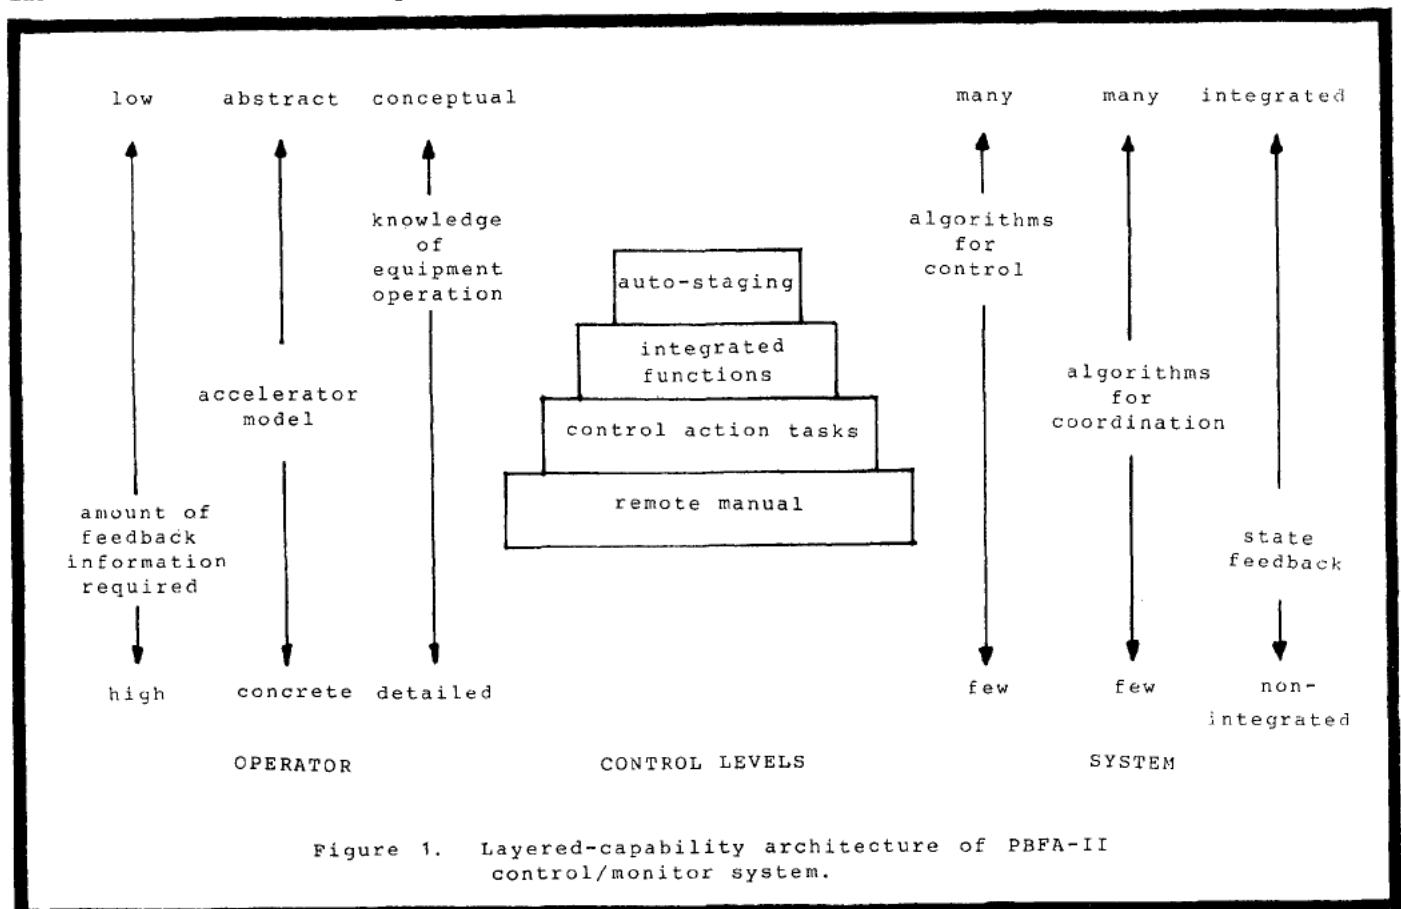 low
abstract
conceptual
many
many
integrated
knowledge
of
equipment
operation
algorithms
for
control
auto-staging
integrated
functions
accelerator
model
algorithms
for
coordination
control action tasks
remote manual
amount of
feedback
information
required
state
feedback
high
concrete
detailed
few
few
non-
integrated
OPERATOR
CONTROL LEVELS
SYSTEM
Figure 1. Layered-capability architecture of PBFA-II
control/monitor system.